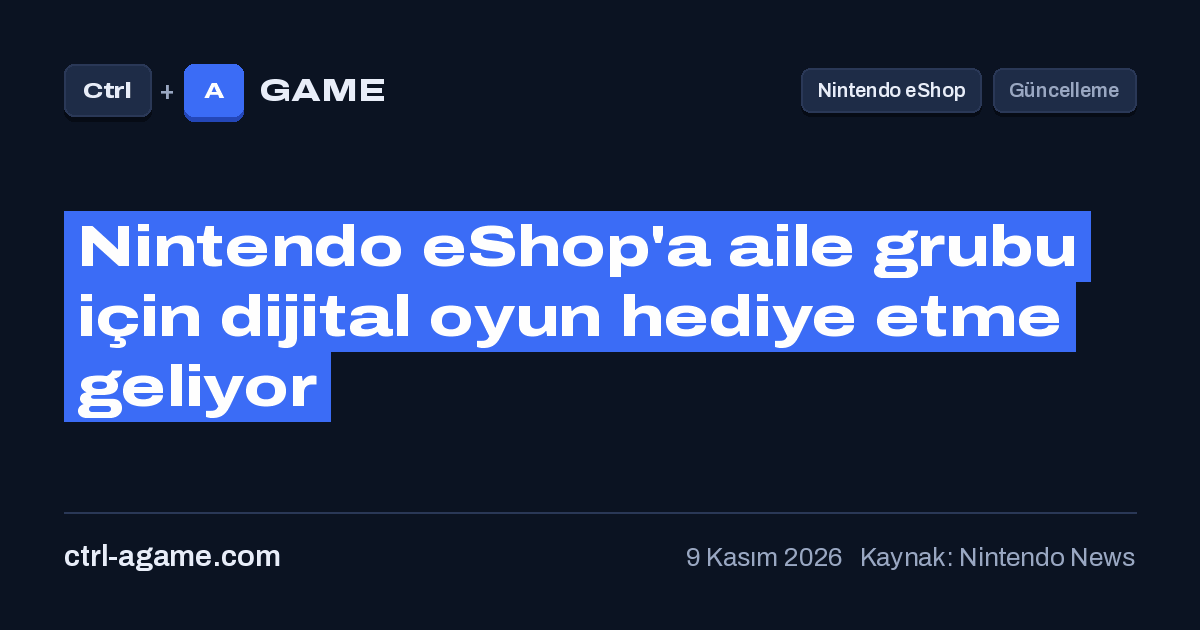 Ctrl + A GAME
Nintendo eShop Güncelleme
Nintendo eShop'a aile grubu
için dijital oyun hediye etme
geliyor
ctrl-agame.com
9 Kasım 2026 Kaynak: Nintendo News